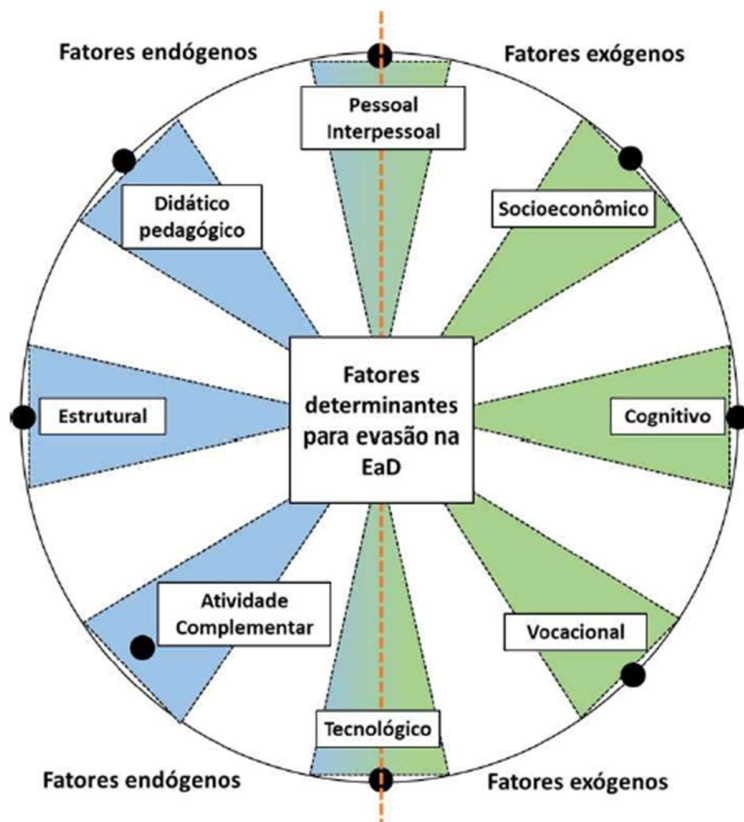 Fatores endógenos
Fatores exógenos
Pessoal
Interpessoal
Didático
pedagógico
Socioeconômico
Fatores
determinantes
para evasão na
EaD
Estrutural
Cognitivo
Atividade
Complementar
Vocacional
Tecnológico
Fatores endógenos
Fatores exógenos